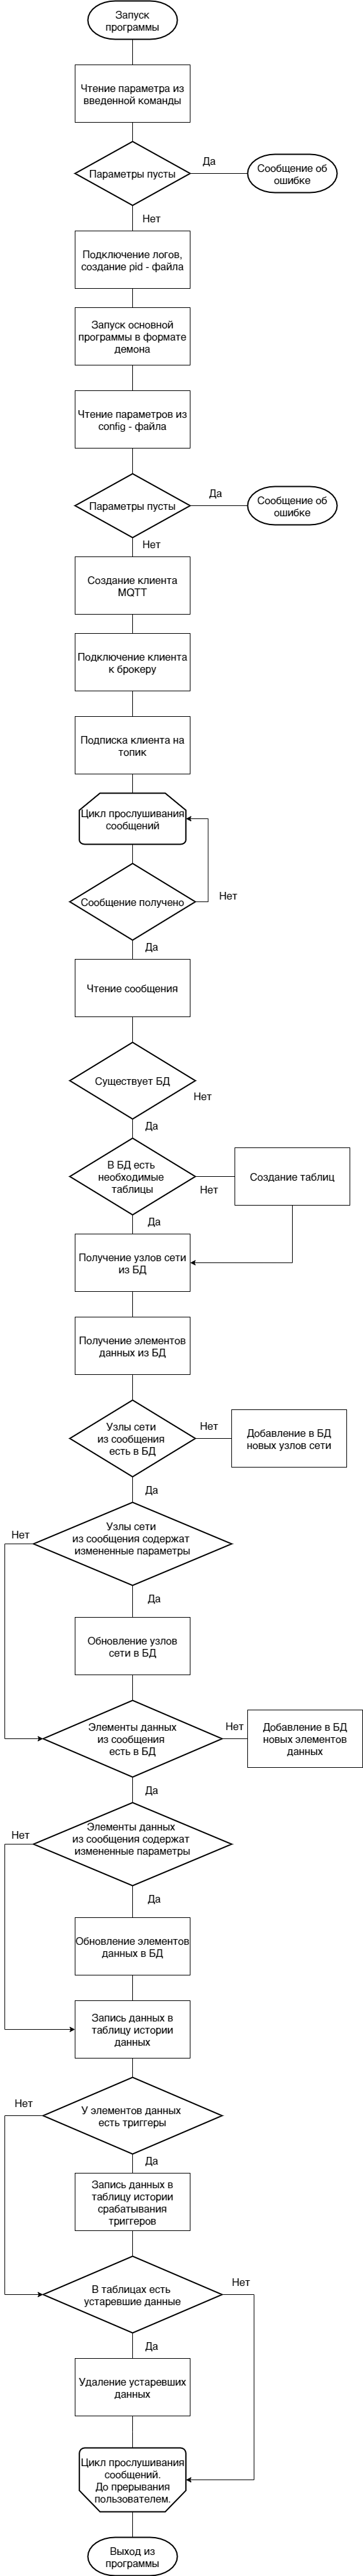 Запуск
программы
Чтение параметра из
введенной команды
Параметры пусты
Да
Сообщение об
ошибке
Нет
Подключение логов,
создание pid - файла
Запуск основной
программы в формате
демона
Чтение параметров из
config - файла
Параметры пусты
Да
Сообщение об
ошибке
Нет
Создание клиента
MQTT
Подключение клиента
к брокеру
Подписка клиента на
топик
Цикл прослушивания
сообщений
Сообщение получено
Нет
Да
Чтение сообщения
Существует БД
Нет
Да
В БД есть
необходимые
таблицы
Нет
Создание таблиц
Да
Получение узлов сети
из БД
Получение элементов
данных из БД
Узлы сети
из сообщения
есть в БД
Нет
Добавление в БД
новых узлов сети
Да
Узлы сети
из сообщения содержат
измененные параметры
Нет
Да
Обновление узлов
сети в БД
Элементы данных
из сообщения
есть в БД
Нет
Добавление в БД
новых элементов
данных
Да
Элементы данных
из сообщения содержат
измененные параметры
Нет
Да
Обновление элементов
данных в БД
Запись данных в
таблицу истории
данных
У элементов данных
есть триггеры
Нет
Да
Запись данных в
таблицу истории
срабатывания
триггеров
В таблицах есть
устаревшие данные
Нет
Да
Удаление устаревших
данных
Цикл прослушивания
сообщений.
До прерывания
пользователем.
Выход из
программы